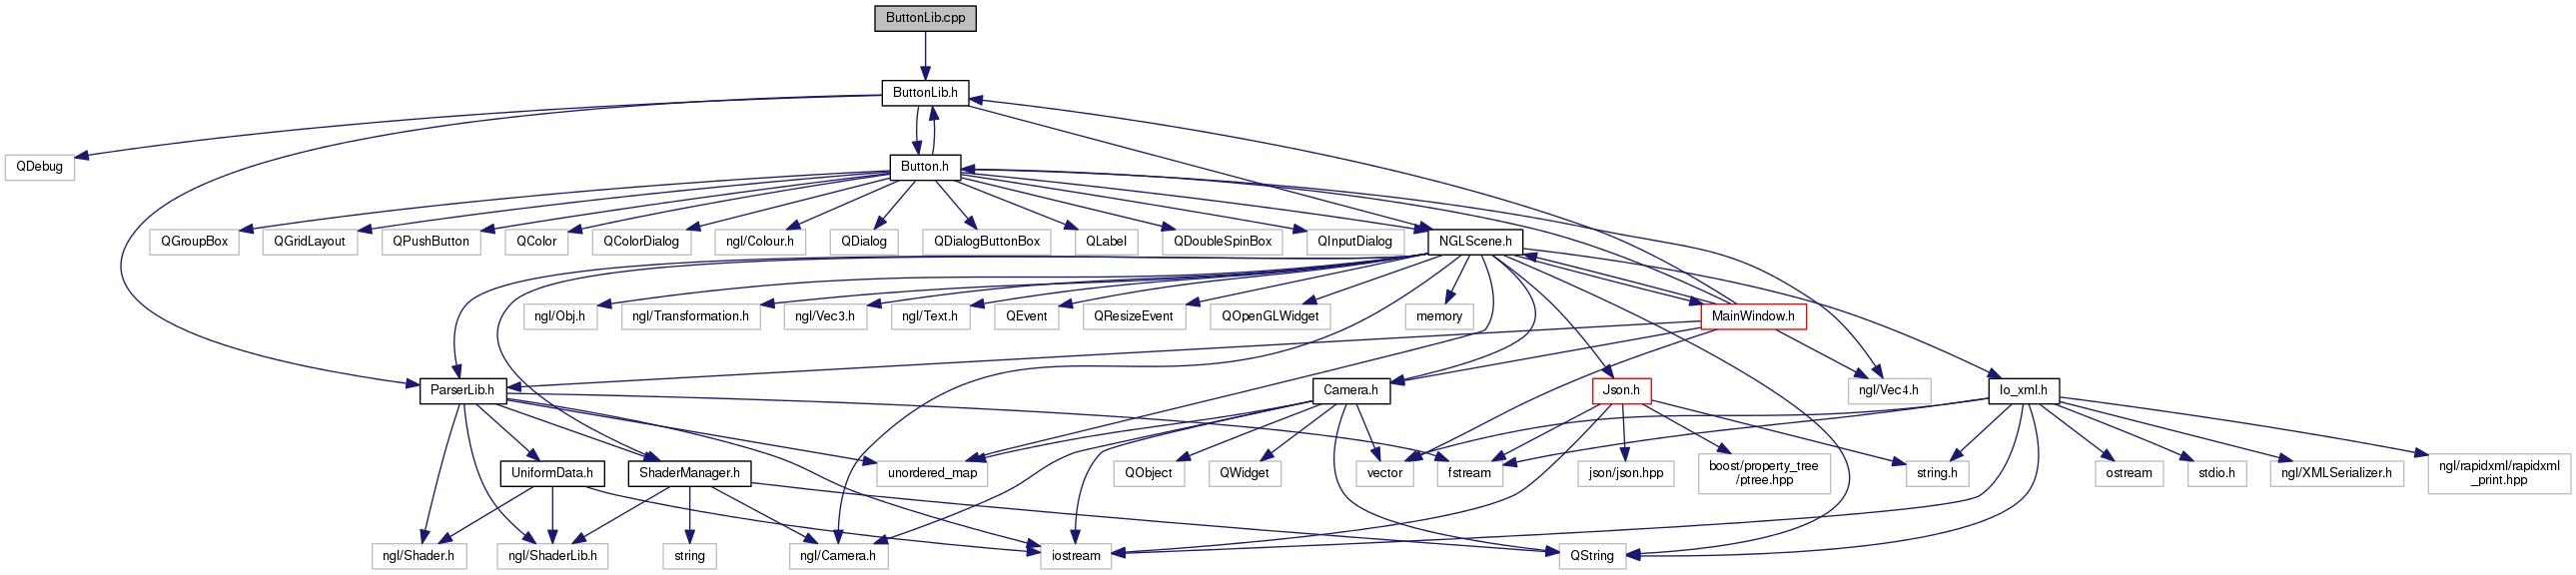 ButtonLib.cpp
ButtonLib.h
QDebug
Button.h
QGroupBox
QGridLayout
QPushButton
QColor
QColorDialog
ngl/Colour.h
QDialog
QDialogButtonBox
QLabel
QDoubleSpinBox
QInputDialog
NGLScene.h
ngl/Obj.h
ngl/Transformation.h
ngl/Vec3.h
ngl/Text.h
QEvent
QResizeEvent
QOpenGLWidget
memory
MainWindow.h
ParserLib.h
Camera.h
Json.h
ngl/Vec4.h
Io_xml.h
UniformData.h
ShaderManager.h
unordered_map
QObject
QWidget
vector
fstream
json/json.hpp
boost/property_tree
/ptree.hpp
string.h
ostream
stdio.h
ngl/XMLSerializer.h
ngl/rapidxml/rapidxml
_print.hpp
ngl/Shader.h
ngl/ShaderLib.h
string
ngl/Camera.h
iostream
QString